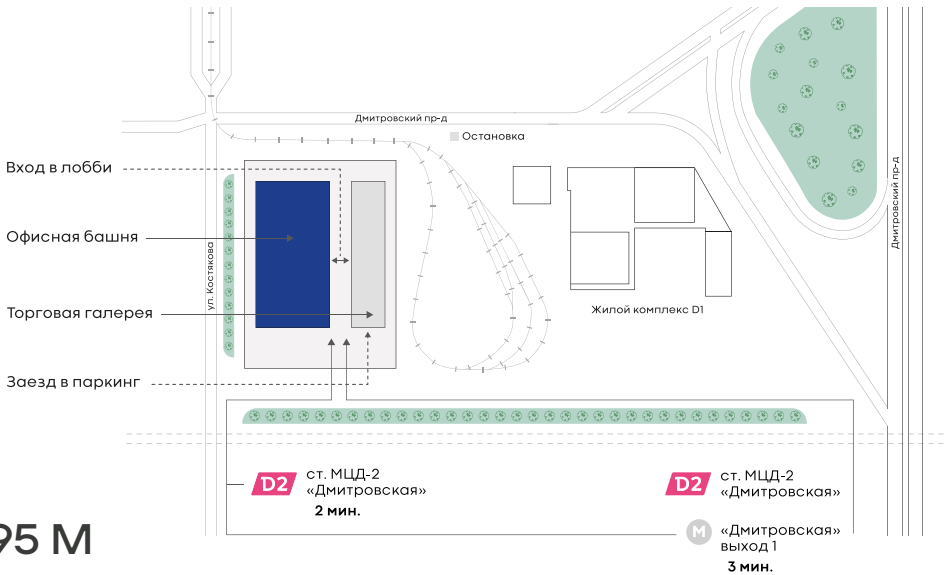 Дмитровский пр-д
Остановка
Вход в лобби
Дмитровский пр-д
Офисная башня
ул. Костякова
Торговая галерея
Жилой комплекс D1
Заезд в паркинг
D2
ст. МЦД-2
«Дмитровская»
2 мин.
D2
ст. МЦД-2
«Дмитровская»
М
«Дмитровская»
выход 1
3 мин.
95 М